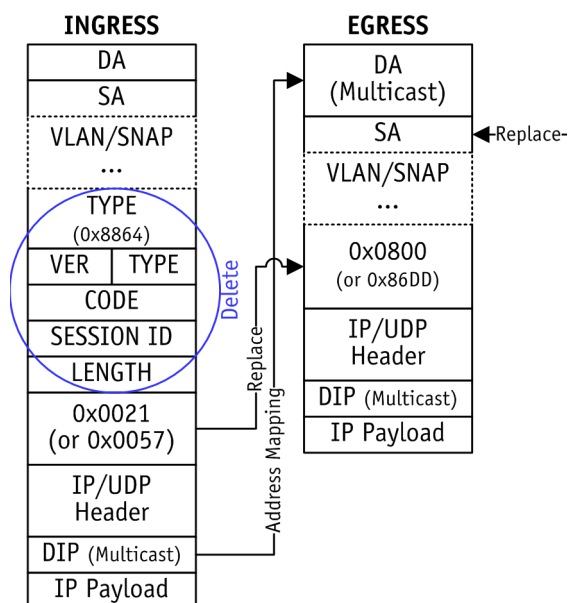 INGRESS
DA
SA
VLAN/SNAP
...
TYPE
(0x8864)
VER TYPE
CODE
SESSION ID
LENGTH
0x0021
(or 0x0057)
IP/UDP
Header
DIP (Multicast)
IP Payload
Delete
Replace
Address Mapping
EGRESS
DA
(Multicast)
SA
Replace
VLAN/SNAP
...
0x0800
(or 0x86DD)
IP/UDP
Header
DIP (Multicast)
IP Payload